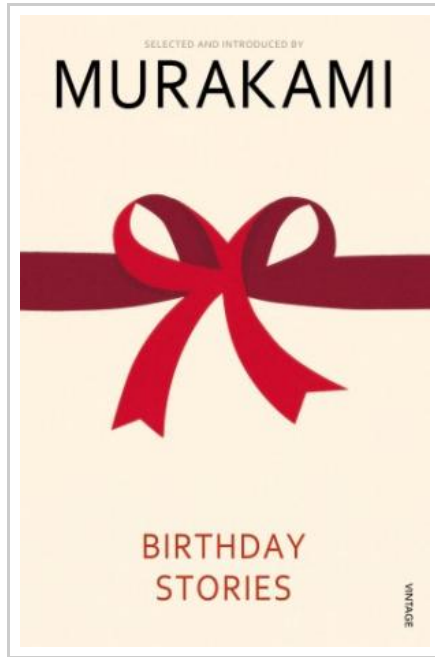 SELECTED AND INTRODUCED BY
MURAKAMI
BIRTHDAY
STORIES
VINTAGE